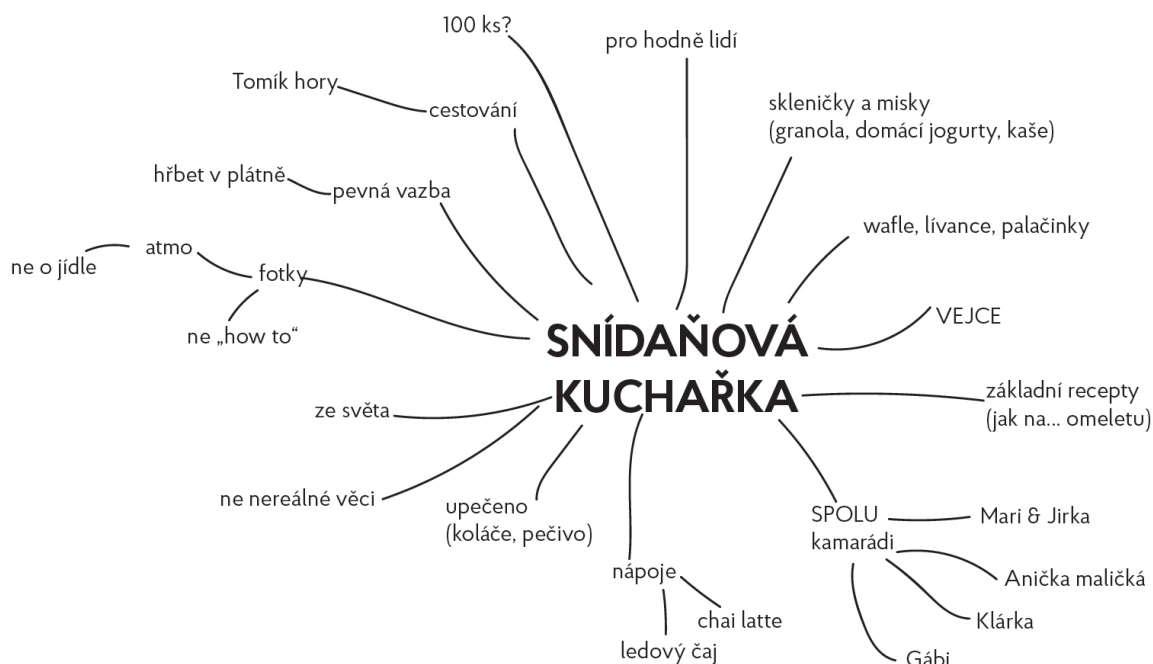 100 ks?
pro hodně lidí
Tomík hory
cestování
skleničky a misky
(granola, domácí jogurty, kaše)
hřbet v plátně
pevná vazba
wafle, lívance, palačinky
atmo
ne o jídle
fotky
ne „how to“
VEJCE
SNÍDAŇOVÁ
KUCHAŘKA
základní recepty
(jak na... omeletu)
ze světa
ne nereálné věci
upečeno
(koláče, pečivo)
SPOLU
kamarádi
Mari & Jirka
nápoje
Anička maličká
chai latte
Klárka
ledový čaj
Gábi